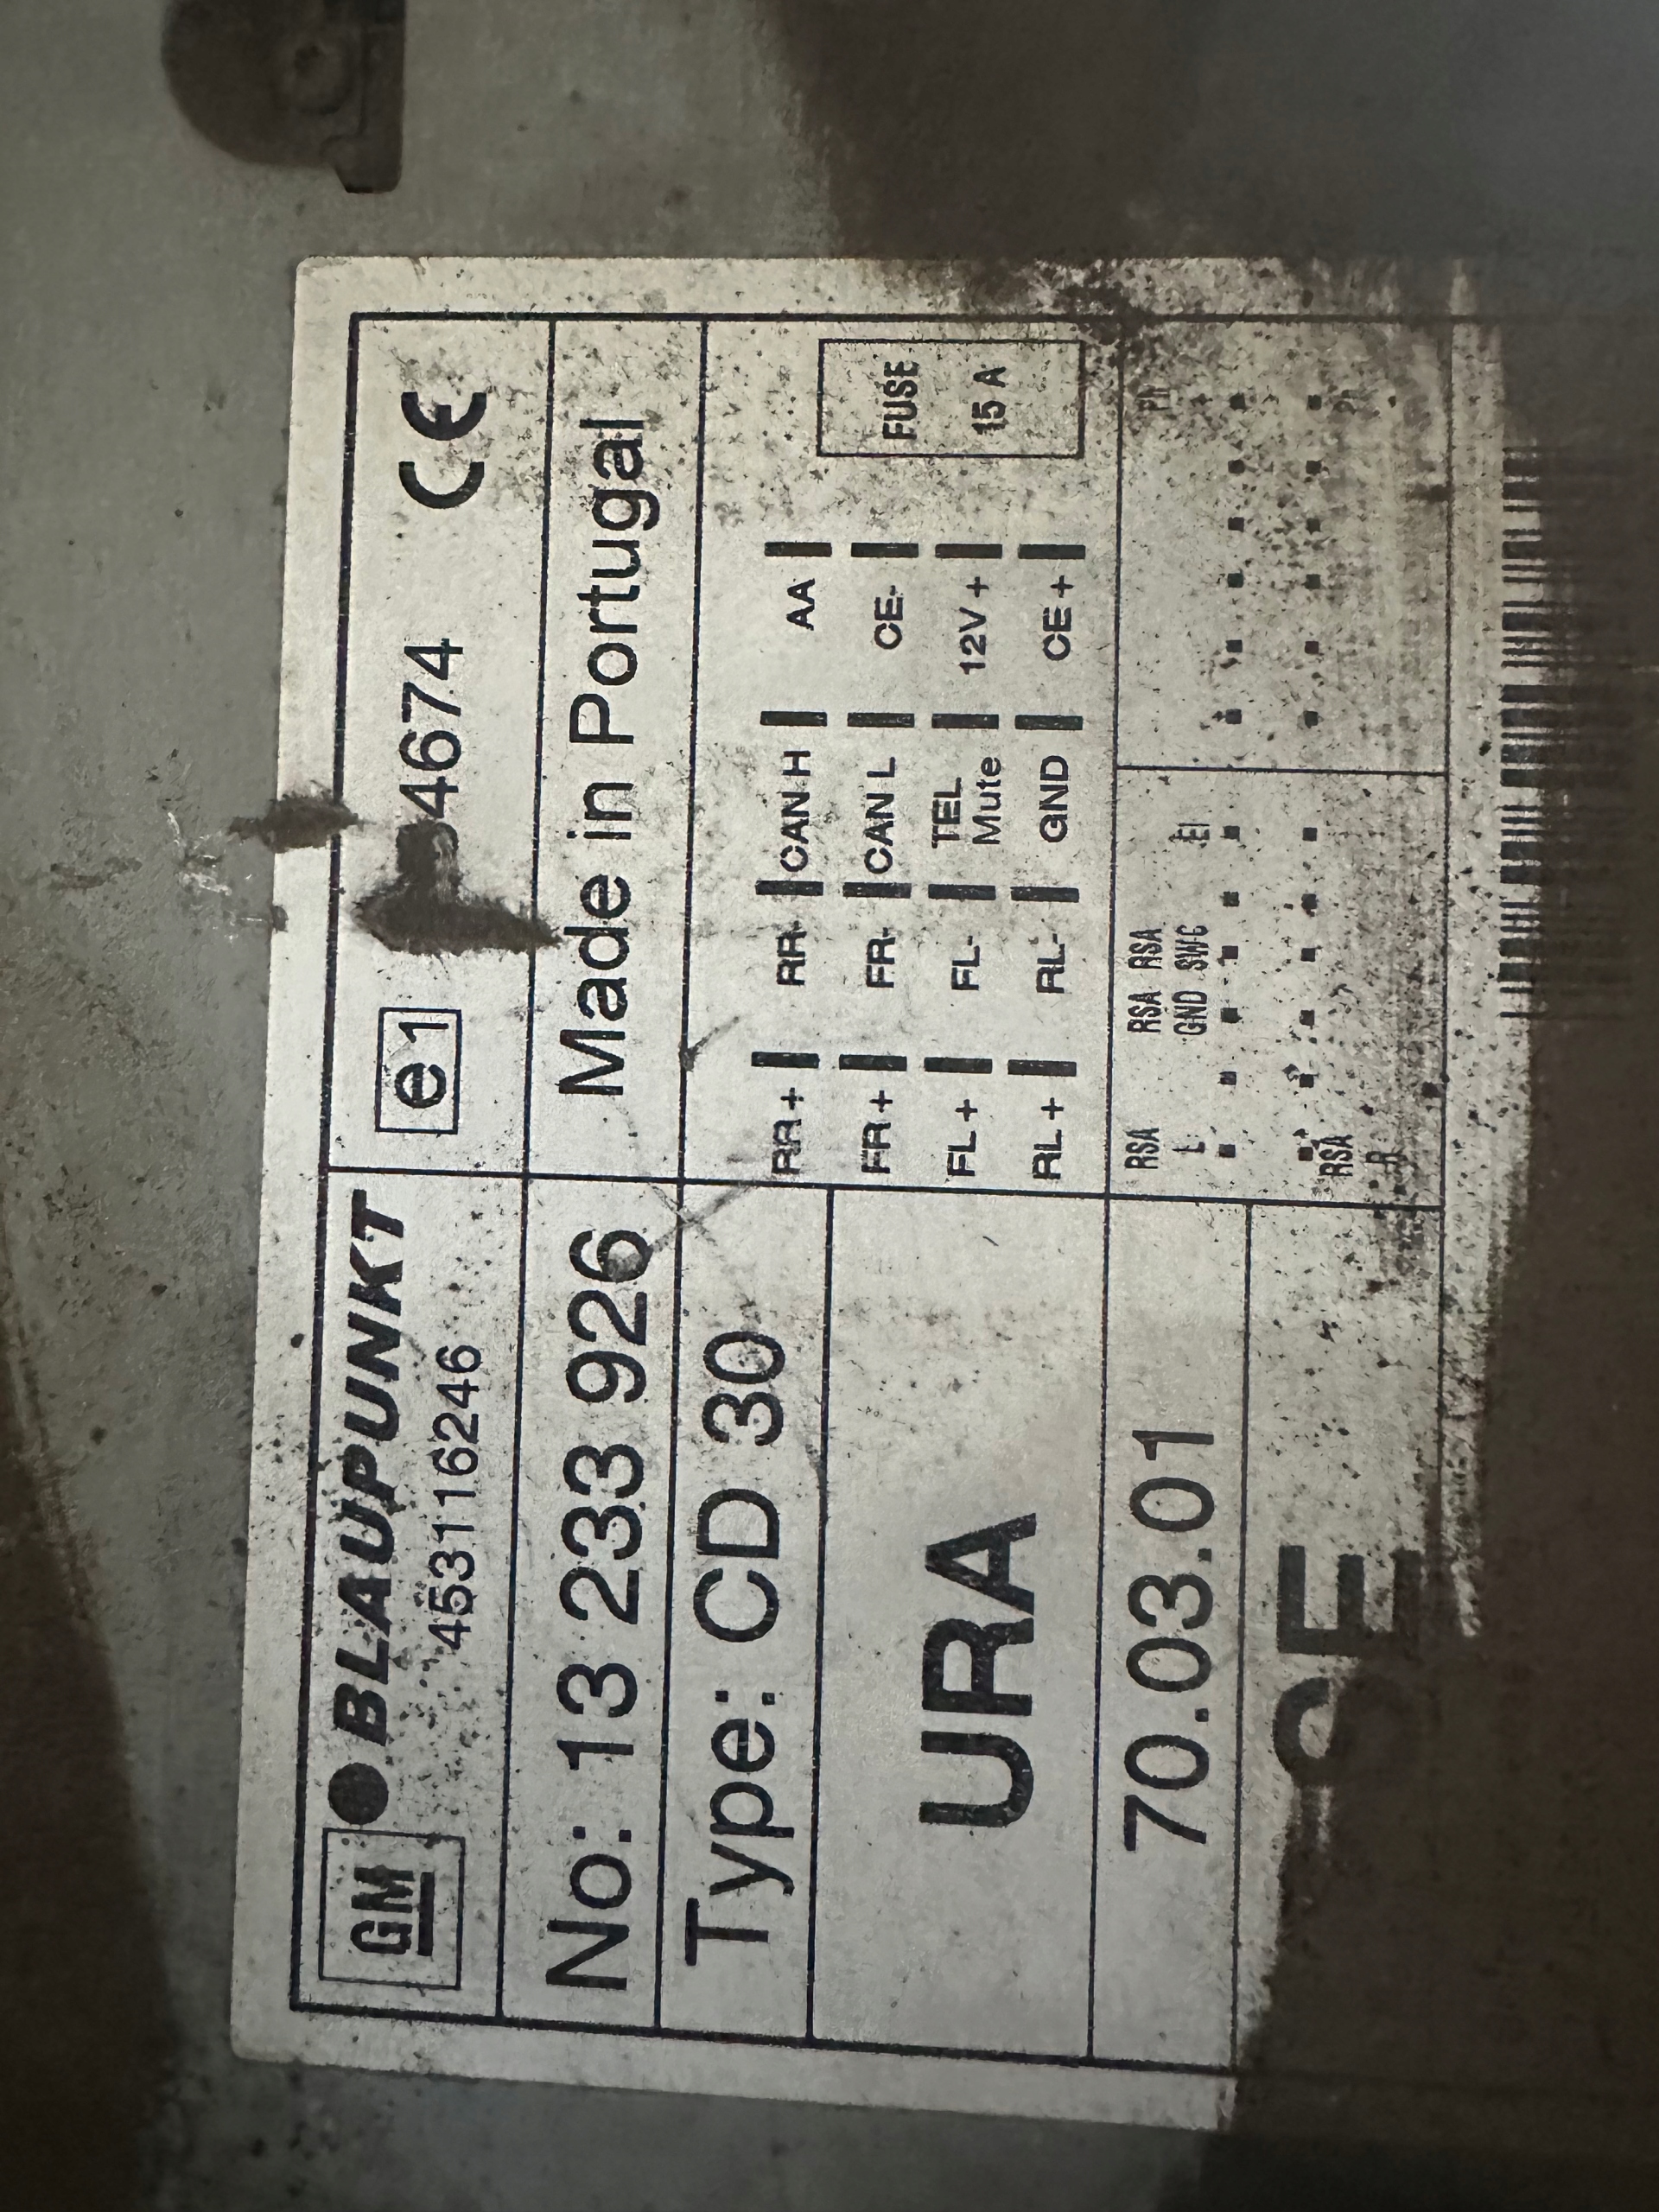 GM BLAUPUNKT
4531116246
e1 4674 CE
No: 13 233 926
Made in Portugal
Type: CD 30
URA
70.03.01
RR+ RR- CAN H AA
FR+ FR- CAN L CE-
FL+ FL- TEL Mute 12V+
RL+ RL- GND CE+
FUSE
15 A
RSA RSA RSA
L GND SWC
RSA
R